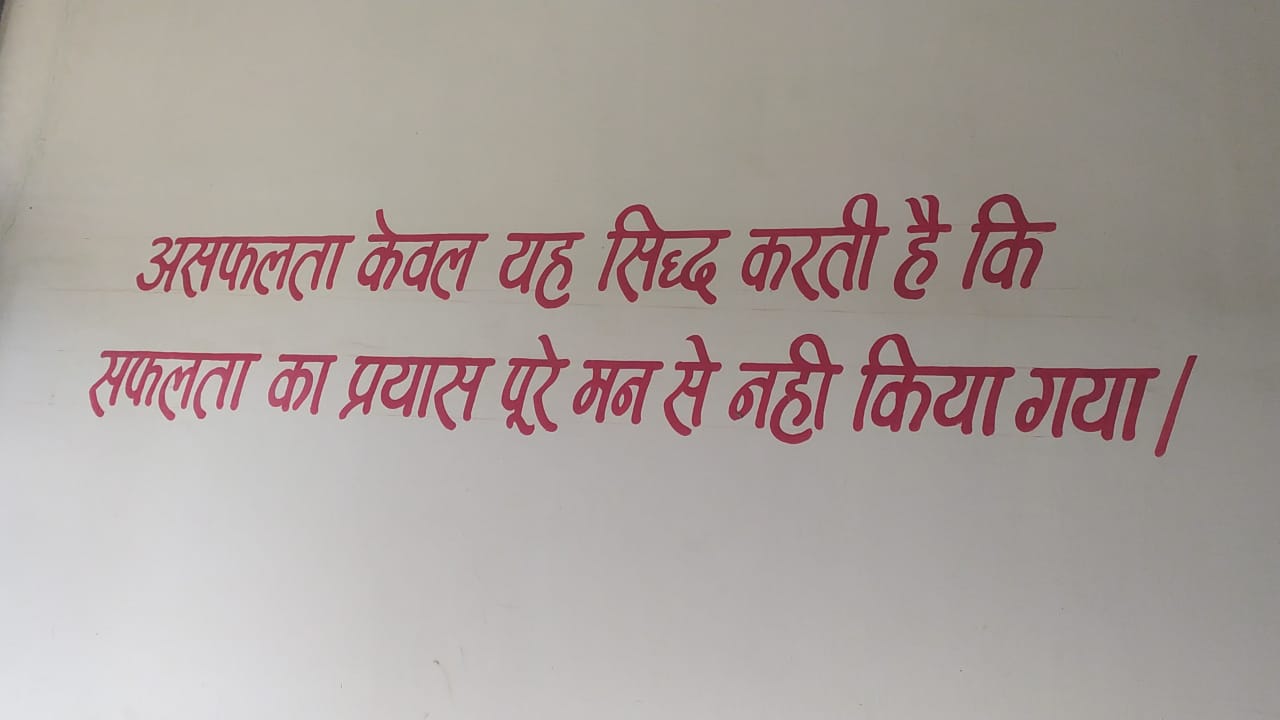 असफलता केवल यह सिध्द करती है कि
सफलता का प्रयास पूरे मन से नही किया गया।